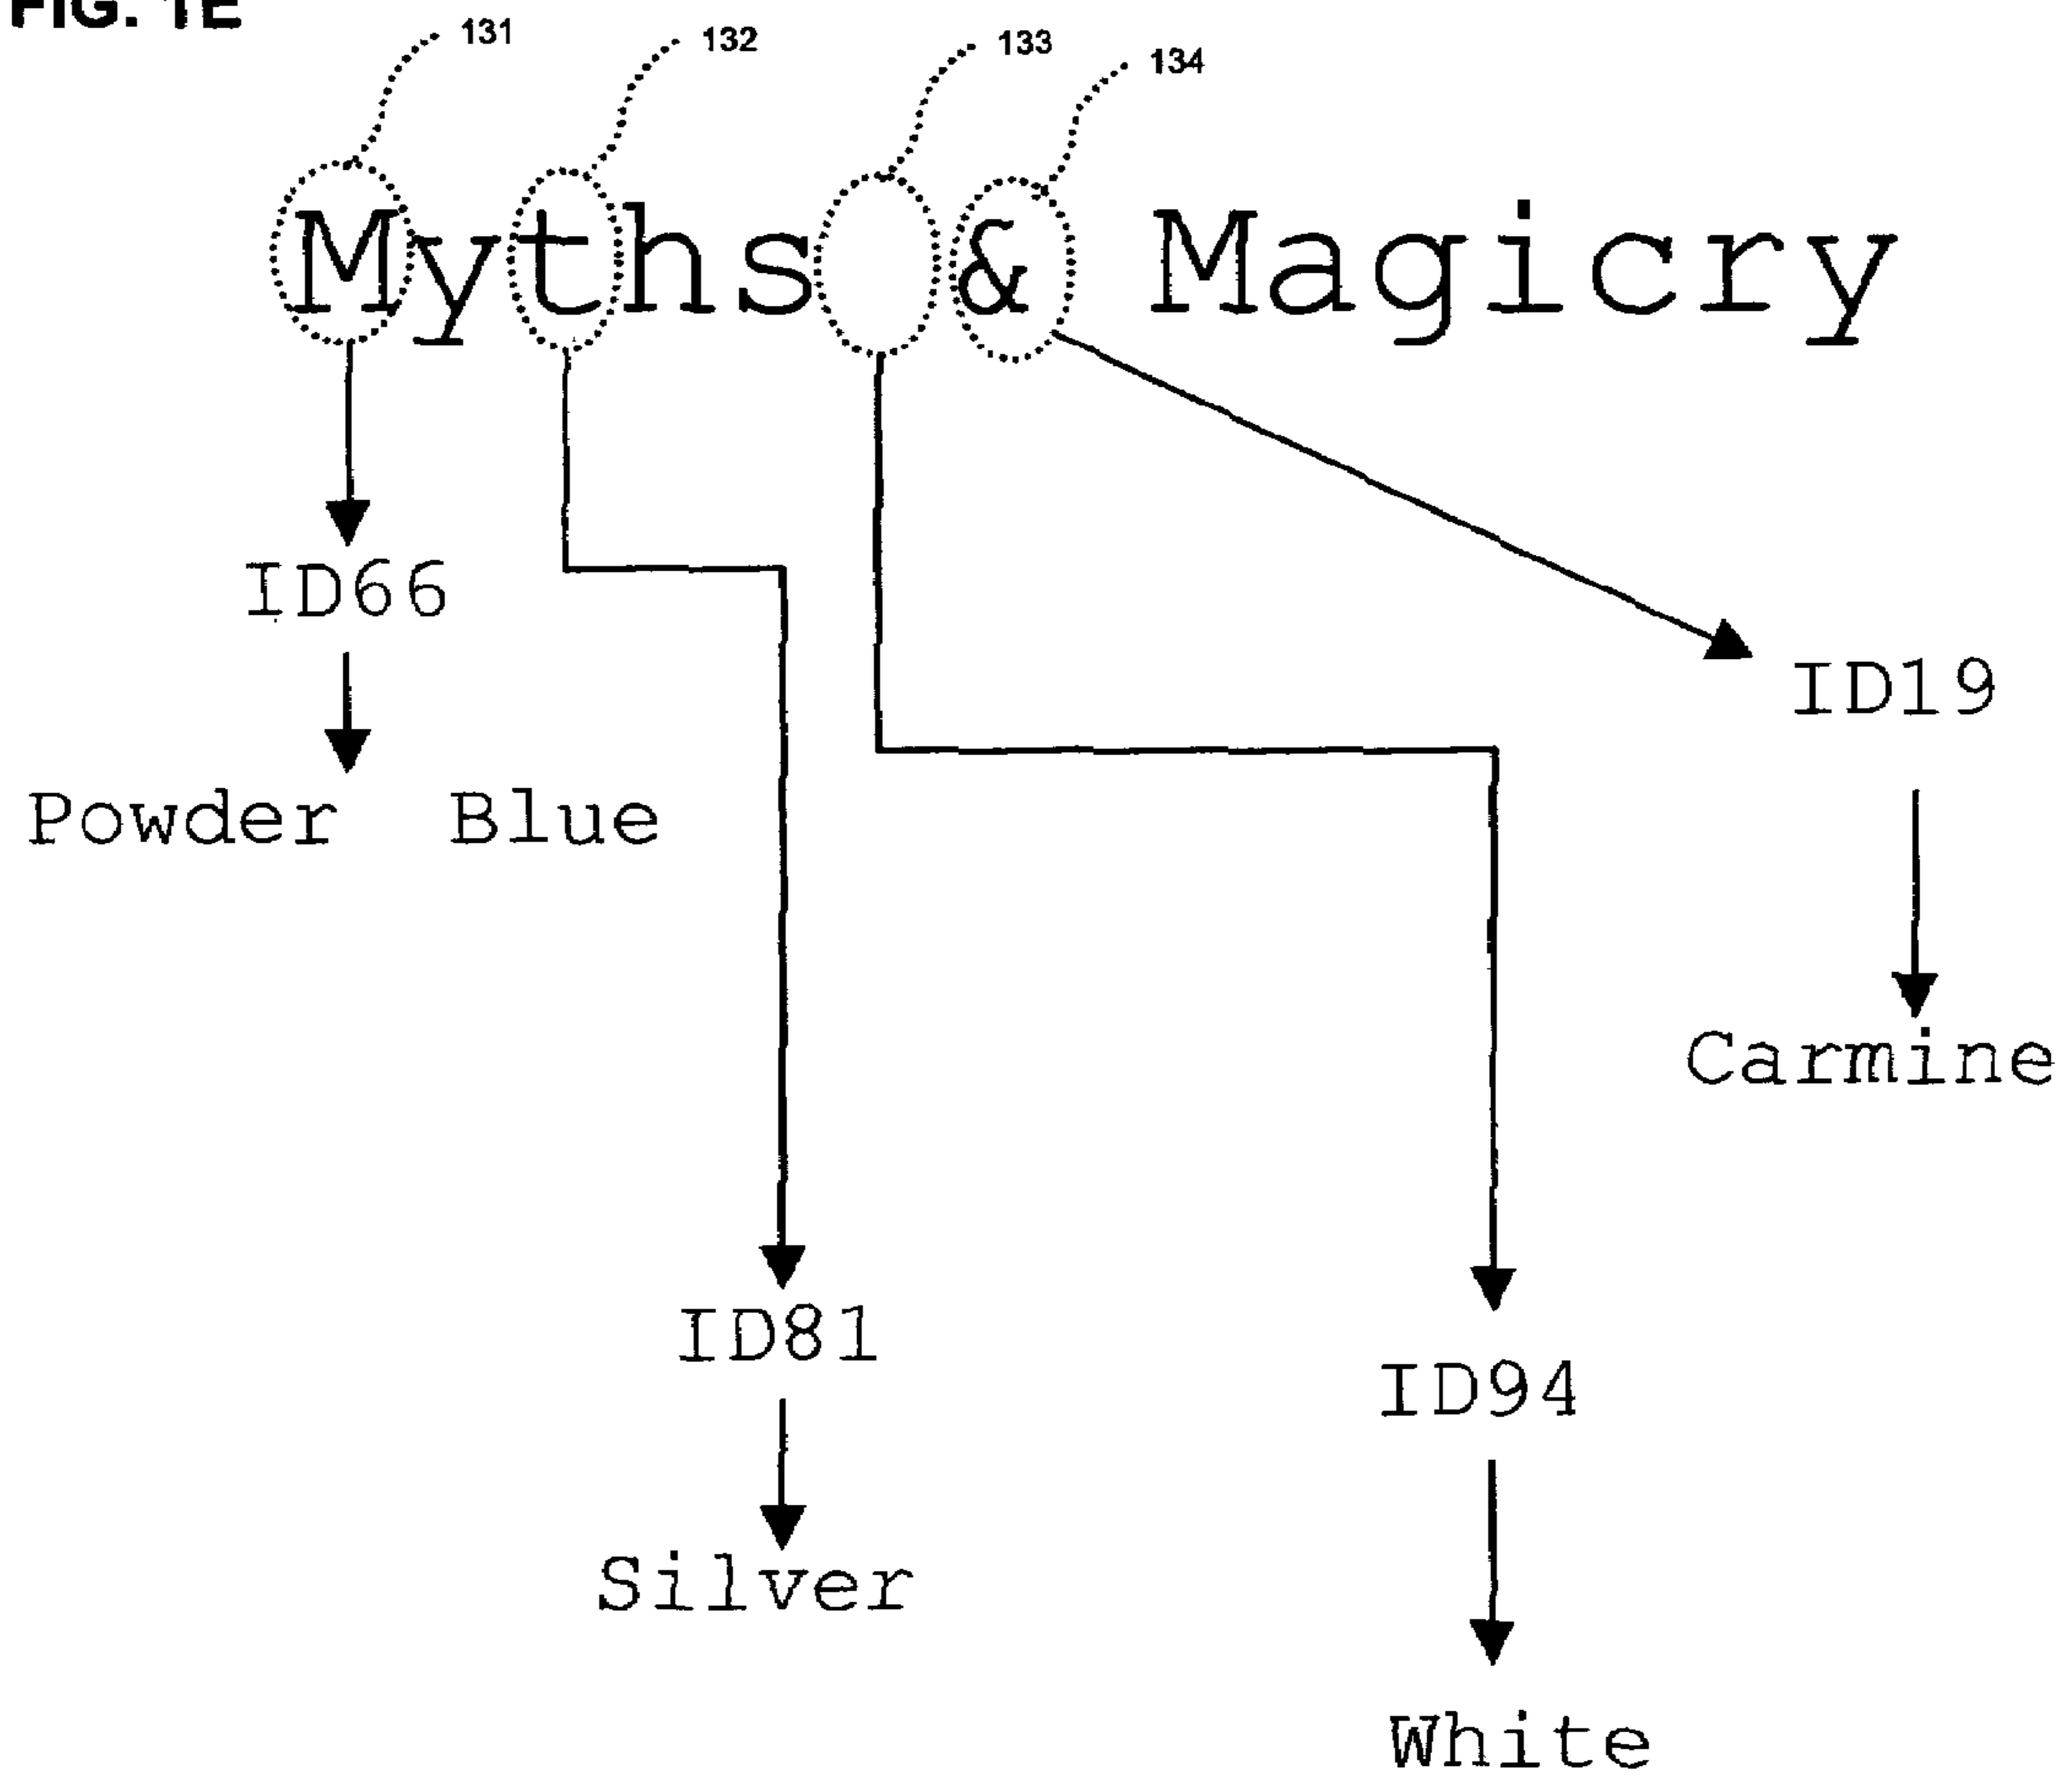 FIG. 1E
131 132 133 134
Myths & Magicry
ID66
ID19
Powder Blue
Carmine
ID81
ID94
Silver
White